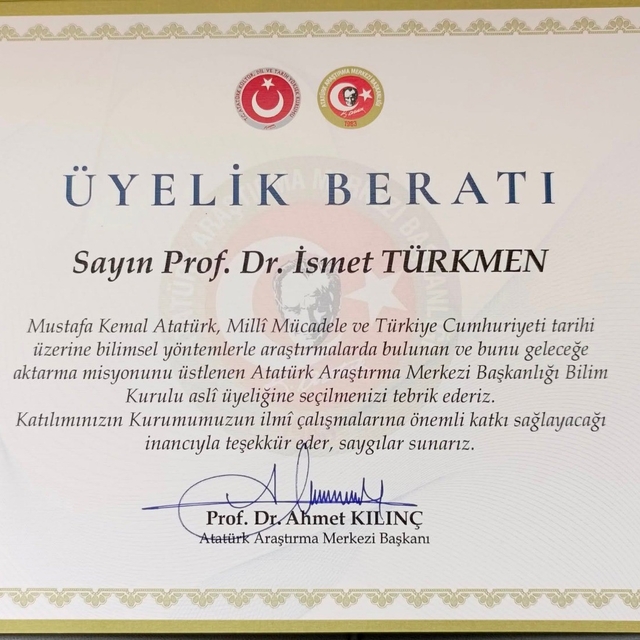 ÜYELİK BERATI
Sayın Prof. Dr. İsmet TÜRKMEN
Mustafa Kemal Atatürk, Millî Mücadele ve Türkiye Cumhuriyeti tarihi
üzerine bilimsel yöntemlerle araştırmalarda bulunan ve bunu geleceğe
aktarma misyonunu üstlenen Atatürk Araştırma Merkezi Başkanlığı Bilim
Kurulu aslî üyeliğine seçilmenizi tebrik ederiz.
Katılımınızın Kurumumuzun ilmî çalışmalarına önemli katkı sağlayacağı
inancıyla teşekkür eder, saygılar sunarız.
Prof. Dr. Ahmet KILINÇ
Atatürk Araştırma Merkezi Başkanı